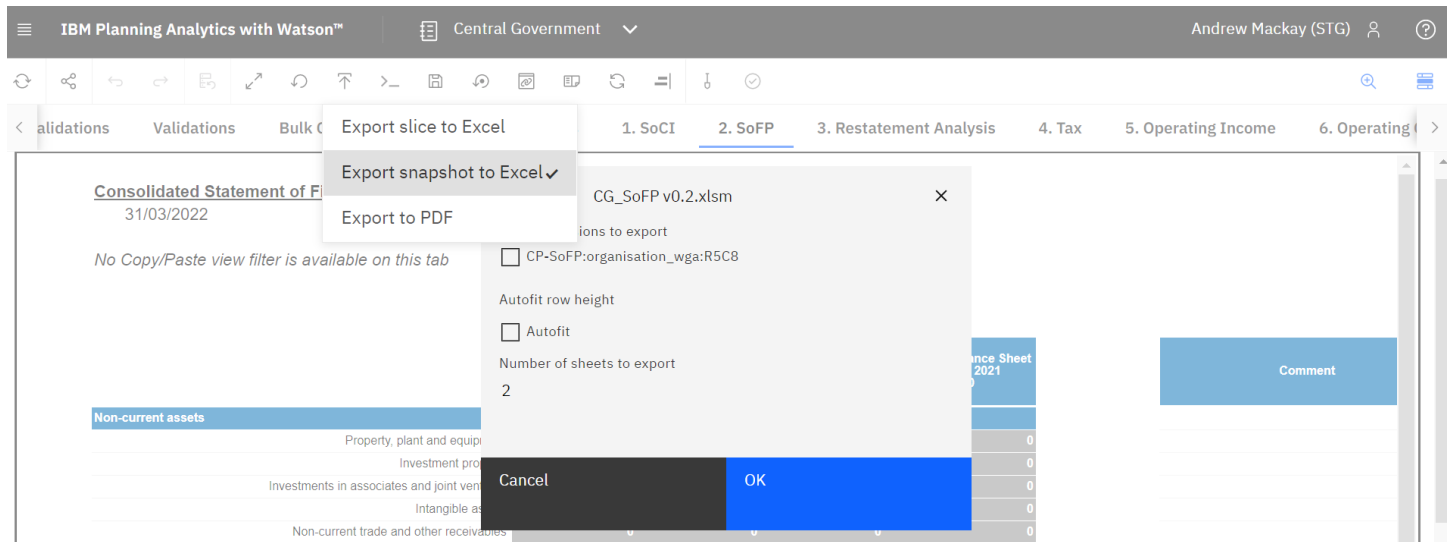 IBM Planning Analytics with Watson™
Central Government
Andrew Mackay (STG)
alidations
Validations
Bulk
1. SoCI
2. SoFP
3. Restatement Analysis
4. Tax
5. Operating Income
6. Operating
Export slice to Excel
Export snapshot to Excel
Export to PDF
Consolidated Statement of Fi
31/03/2022
No Copy/Paste view filter is available on this tab
CG_SoFP v0.2.xlsm
ions to export
CP-SoFP:organisation_wga:R5C8
Autofit row height
Autofit
Number of sheets to export
2
Cancel
OK
ance Sheet
2021
Comment
Non-current assets
Property, plant and equip
0
Investment prop
0
Investments in associates and joint vent
0
Intangible as
0
Non-current trade and other receivables
0 0 0 0